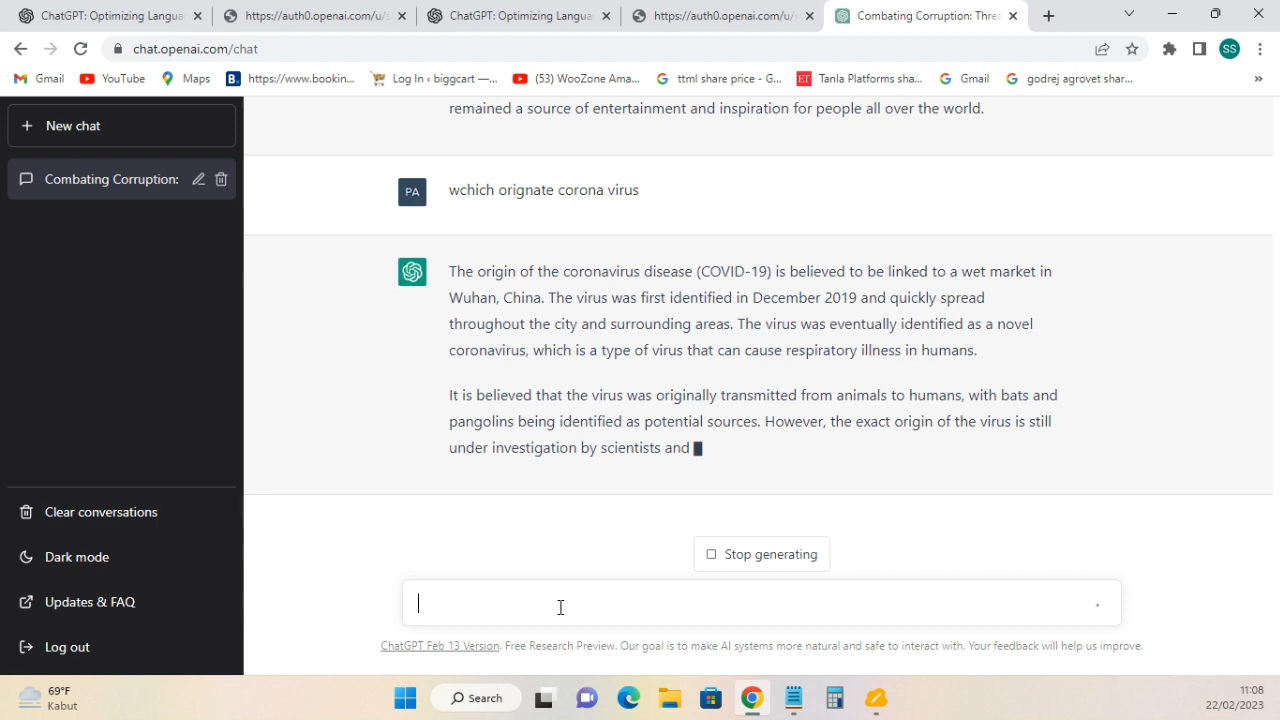 ChatGPT: Optimizing Langua
https://auth0.openai.com/u/s
ChatGPT: Optimizing Langua
https://auth0.openai.com/u/s
Combating Corruption: Threa
chat.openai.com/chat
SS
Gmail
YouTube
Maps
B.
https://www.bookin...
Log In ‹ biggcart —...
(53) WooZone Ama...
ttml share price - G...
ET
Tanla Platforms sha...
Gmail
godrej agrovet shar...
»
New chat
Combating Corruption:
Clear conversations
Dark mode
Updates & FAQ
Log out
remained a source of entertainment and inspiration for people all over the world.
PA
wchich orignate corona virus
The origin of the coronavirus disease (COVID-19) is believed to be linked to a wet market in
Wuhan, China. The virus was first identified in December 2019 and quickly spread
throughout the city and surrounding areas. The virus was eventually identified as a novel
coronavirus, which is a type of virus that can cause respiratory illness in humans.
It is believed that the virus was originally transmitted from animals to humans, with bats and
pangolins being identified as potential sources. However, the exact origin of the virus is still
under investigation by scientists and
Stop generating
ChatGPT Feb 13 Version. Free Research Preview. Our goal is to make AI systems more natural and safe to interact with. Your feedback will help us improve.
69°F
Kabut
Search
11:08
22/02/2023